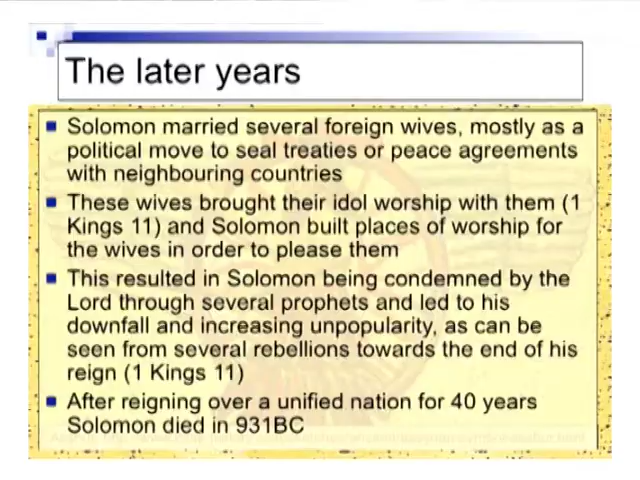 The later years
Solomon married several foreign wives, mostly as a
political move to seal treaties or peace agreements
with neighbouring countries
These wives brought their idol worship with them (1
Kings 11) and Solomon built places of worship for
the wives in order to please them
This resulted in Solomon being condemned by the
Lord through several prophets and led to his
downfall and increasing unpopularity, as can be
seen from several rebellions towards the end of his
reign (1 Kings 11)
After reigning over a unified nation for 40 years
Solomon died in 931BC